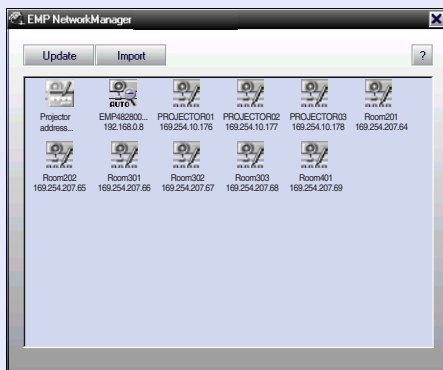 EMP NetworkManager
Update Import ?
Projector address...
EMP482800... 192.168.0.8
AUTO
PROJECTOR01 169.254.10.176
PROJECTOR02 169.254.10.177
PROJECTOR03 169.254.10.178
Room201 169.254.207.64
Room202 169.254.207.65
Room301 169.254.207.66
Room302 169.254.207.67
Room303 169.254.207.68
Room401 169.254.207.69